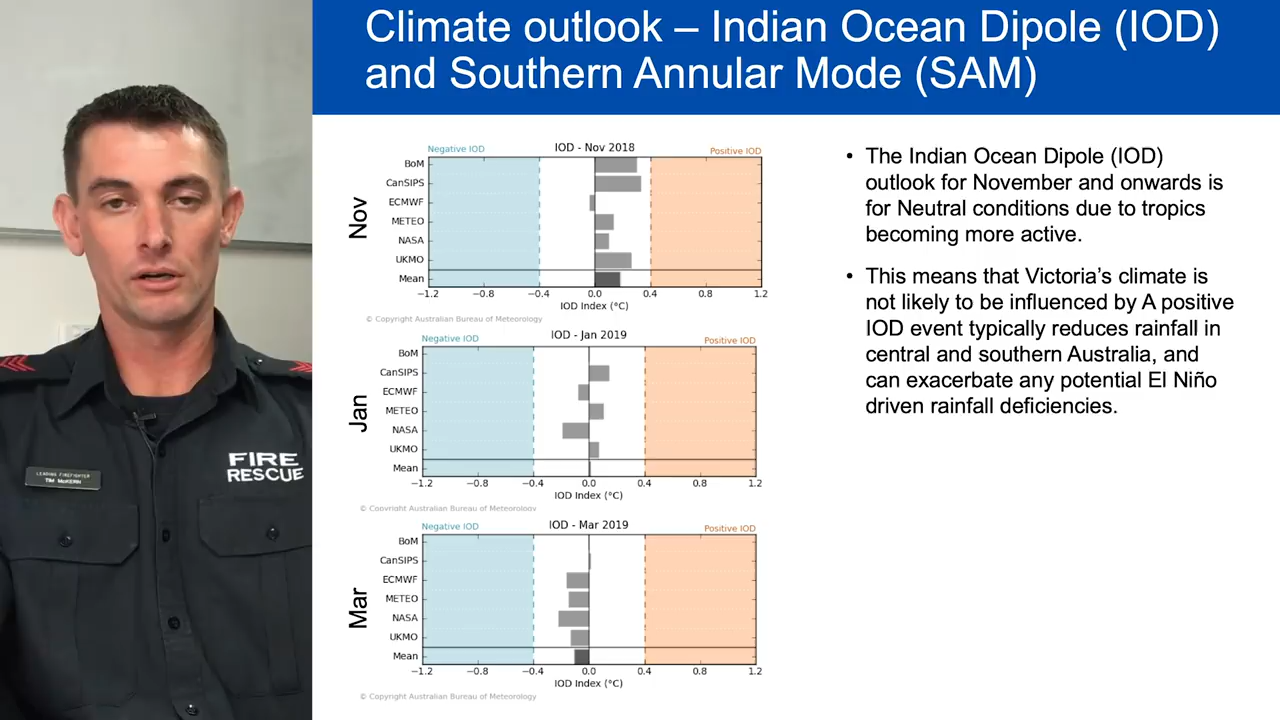 Climate outlook – Indian Ocean Dipole (IOD)
and Southern Annular Mode (SAM)
Nov
Negative IOD
IOD - Nov 2018
Positive IOD
BoM
CanSIPS
ECMWF
METEO
NASA
UKMO
Mean
−1.2 −0.8 −0.4 0.0 0.4 0.8 1.2
IOD Index (°C)
© Copyright Australian Bureau of Meteorology
Jan
Negative IOD
IOD - Jan 2019
Positive IOD
BoM
CanSIPS
ECMWF
METEO
NASA
UKMO
Mean
−1.2 −0.8 −0.4 0.0 0.4 0.8 1.2
IOD Index (°C)
© Copyright Australian Bureau of Meteorology
Mar
Negative IOD
IOD - Mar 2019
Positive IOD
BoM
CanSIPS
ECMWF
METEO
NASA
UKMO
Mean
−1.2 −0.8 −0.4 0.0 0.4 0.8 1.2
IOD Index (°C)
© Copyright Australian Bureau of Meteorology
• The Indian Ocean Dipole (IOD)
outlook for November and onwards is
for Neutral conditions due to tropics
becoming more active.
• This means that Victoria's climate is
not likely to be influenced by A positive
IOD event typically reduces rainfall in
central and southern Australia, and
can exacerbate any potential El Niño
driven rainfall deficiencies.
FIRE
RESCUE
LEADING FIREFIGHTER
TIM McKERN